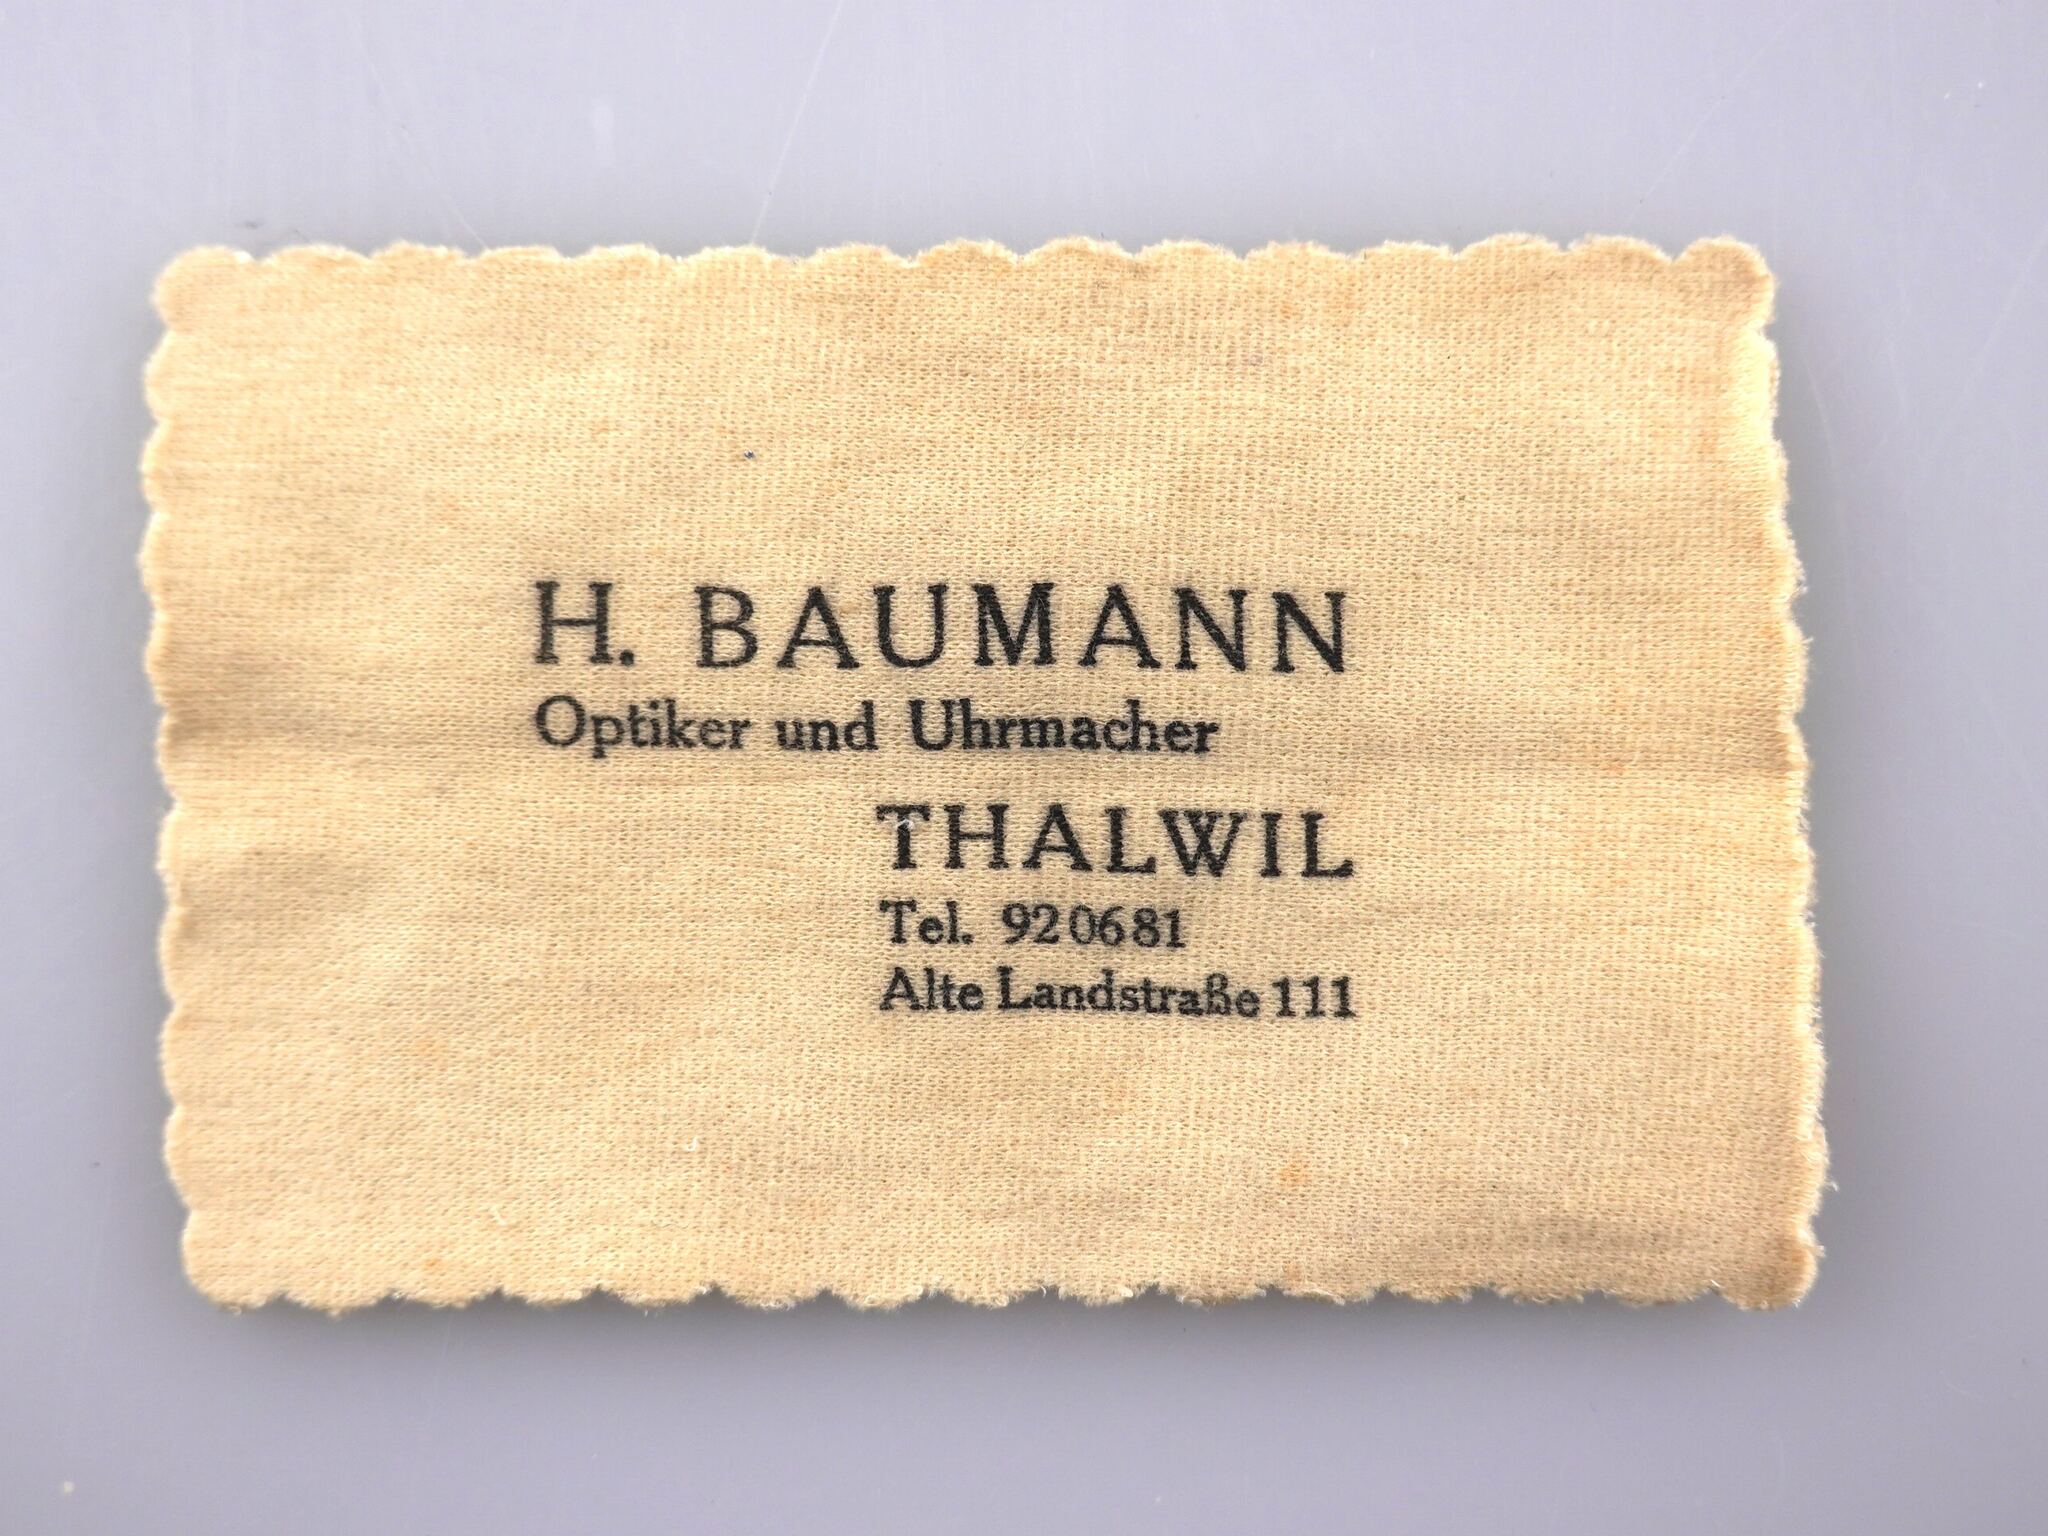 H. BAUMANN
Optiker und Uhrmacher
THALWIL
Tel. 920681
Alte Landstraße 111